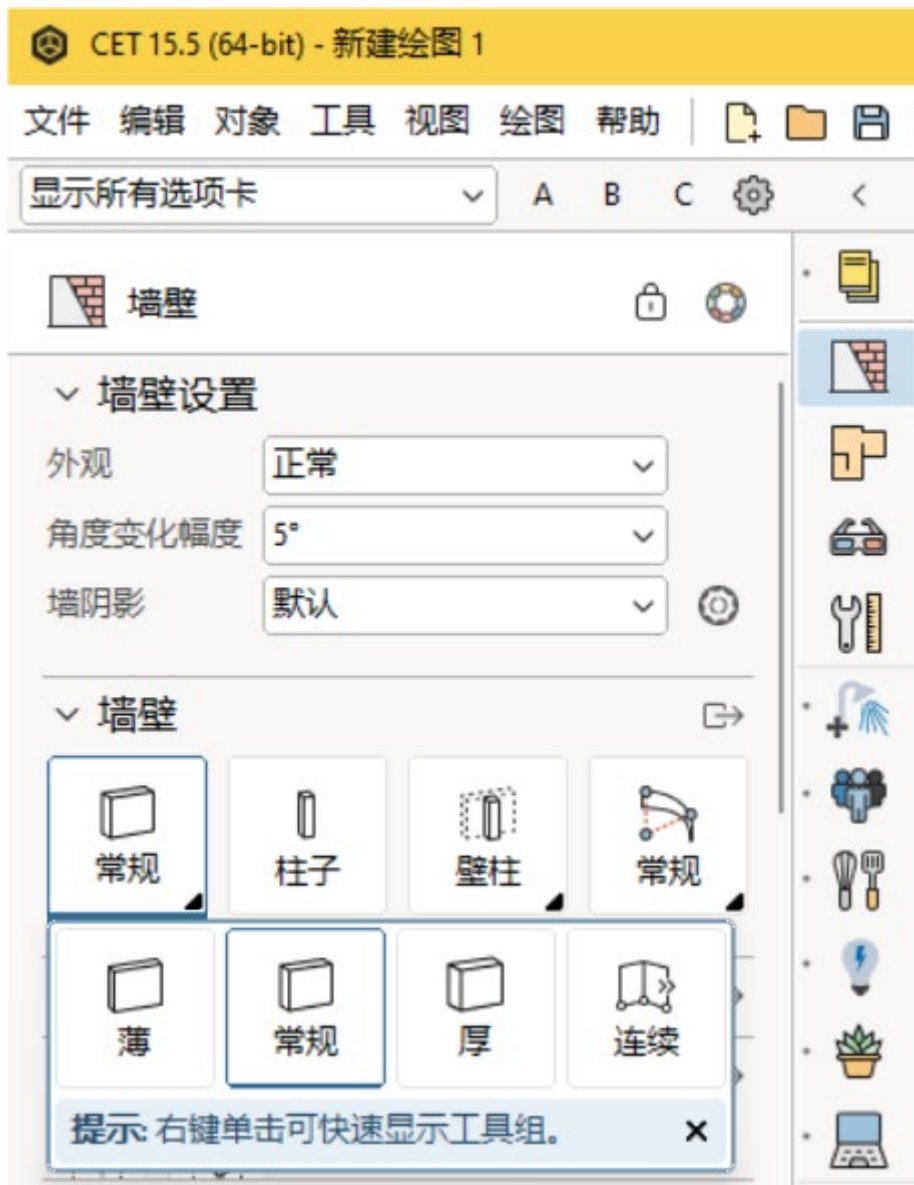 CET 15.5 (64-bit) - 新建绘图 1
文件 编辑 对象 工具 视图 绘图 帮助
显示所有选项卡 A B C
墙壁
墙壁设置
外观 正常
角度变化幅度 5°
墙阴影 默认
墙壁
常规 柱子 壁柱 常规
薄 常规 厚 连续
提示: 右键单击可快速显示工具组。